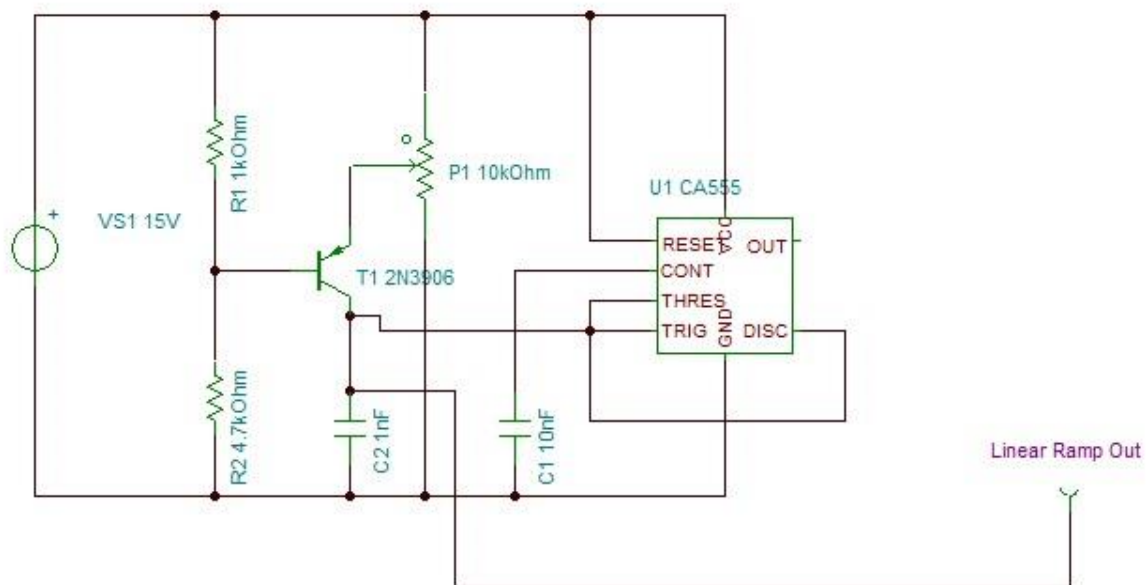 R1 1kOhm
VS1 15V
P1 10kOhm
T1 2N3906
R2 4.7kOhm
C2 1nF
C1 10nF
U1 CA555
RESET
VCC
OUT
CONT
THRES
TRIG
GND
DISC
Linear Ramp Out
+